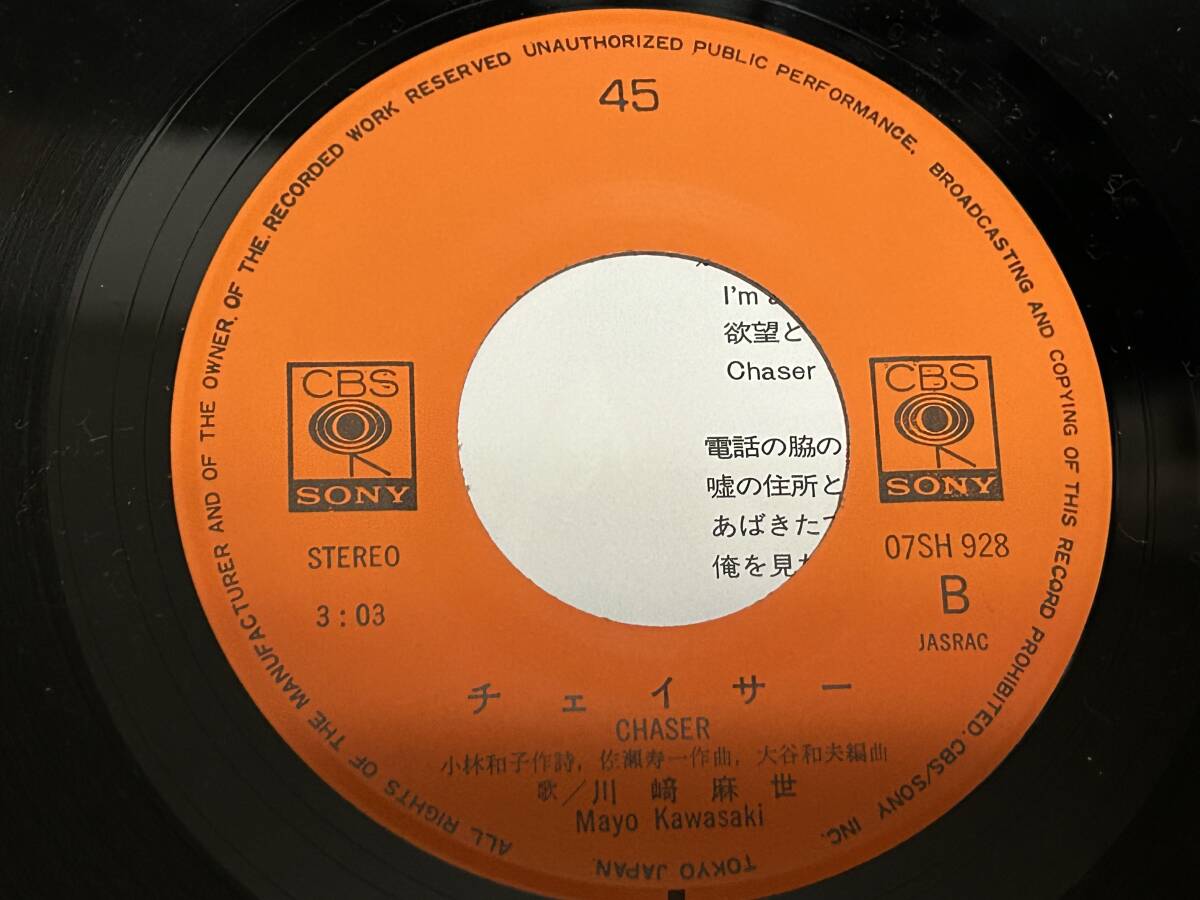 ALL RIGHTS OF THE MANUFACTURER AND OF THE OWNER. OF THE. RECORDED WORK RESERVED UNAUTHORIZED PUBLIC PERFORMANCE. BROADCASTING AND COPYING OF THIS RECORD PROHIBITED. CBS/SONY INC. TOKYO JAPAN.
45
I'm
欲望と
Chaser
電話の脇の
嘘の住所と
あばきた
俺を見
CBS
SONY
STEREO
3:03
CBS
SONY
07SH 928
B
JASRAC
チェイサー
CHASER
小林和子作詩, 佐瀬寿一作曲, 大谷和夫編曲
歌/川﨑麻世
Mayo Kawasaki